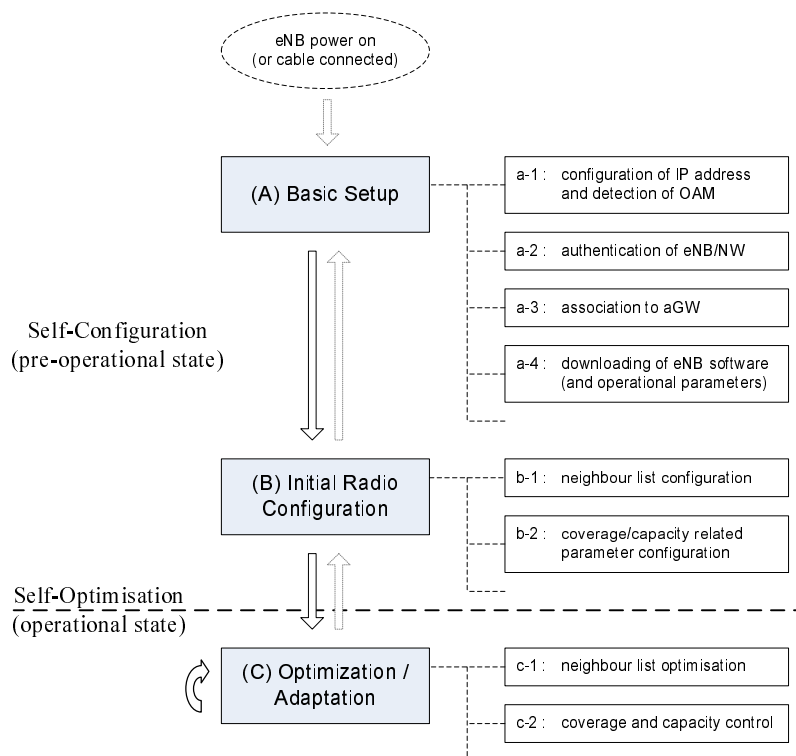 eNB power on
(or cable connected)
(A) Basic Setup
a-1 : configuration of IP address
and detection of OAM
a-2 : authentication of eNB/NW
a-3 : association to aGW
a-4 : downloading of eNB software
(and operational parameters)
Self-Configuration
(pre-operational state)
(B) Initial Radio
Configuration
b-1 : neighbour list configuration
b-2 : coverage/capacity related
parameter configuration
Self-Optimisation
(operational state)
(C) Optimization /
Adaptation
c-1 : neighbour list optimisation
c-2 : coverage and capacity control